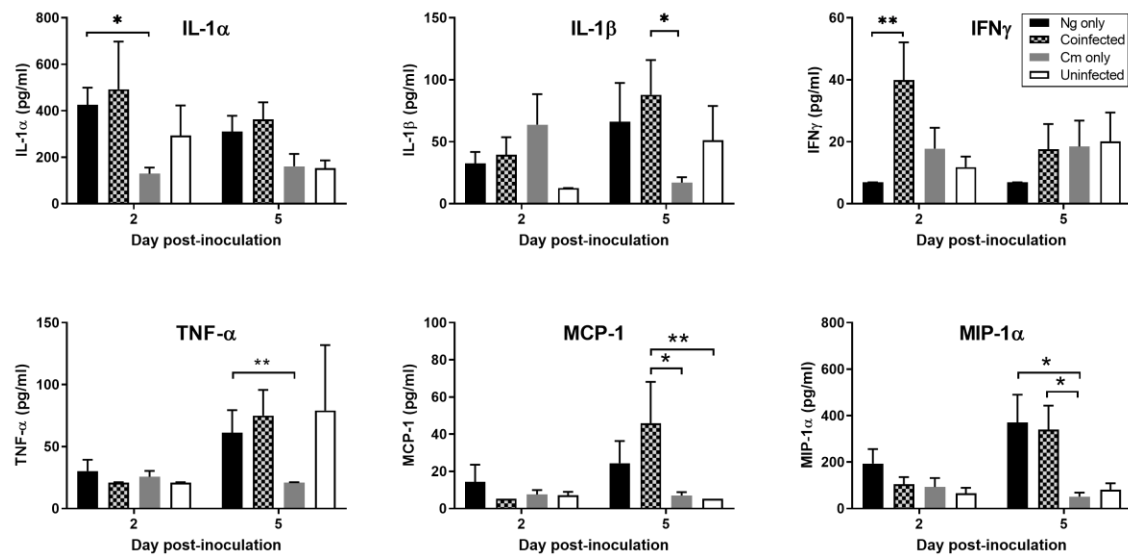 IL-1α
IL-1α (pg/ml)
800
600
400
200
0
*
2
5
Day post-inoculation
IL-1β
IL-1β (pg/ml)
150
100
50
0
*
2
5
Day post-inoculation
IFNγ
IFNγ (pg/ml)
60
40
20
0
**
2
5
Day post-inoculation
Ng only
Coinfected
Cm only
Uninfected
TNF-α
TNF-α (pg/ml)
150
100
50
0
**
2
5
Day post-inoculation
MCP-1
MCP-1 (pg/ml)
100
80
60
40
20
0
**
*
2
5
Day post-inoculation
MIP-1α
MIP-1α (pg/ml)
800
600
400
200
0
*
*
2
5
Day post-inoculation